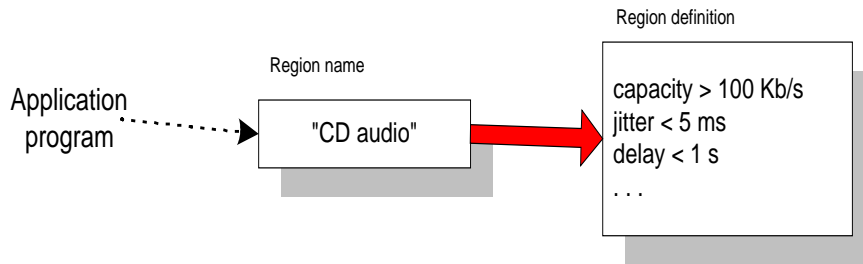 Application
program
Region name
"CD audio"
Region definition
capacity > 100 Kb/s
jitter < 5 ms
delay < 1 s
. . .